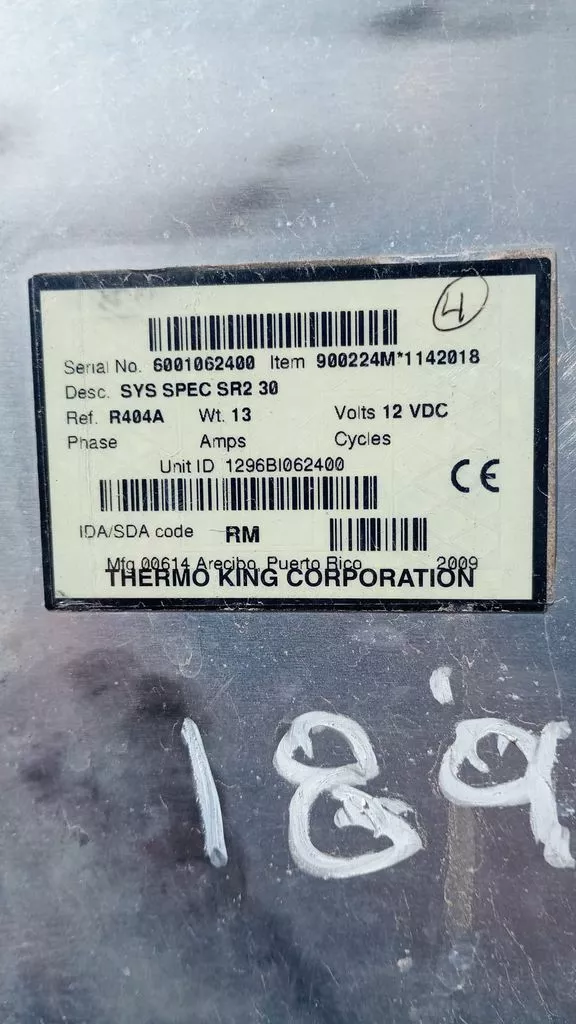 4
Serial No. 6001062400 Item 900224M*1142018
Desc. SYS SPEC SR2 30
Ref. R404A Wt. 13 Volts 12 VDC
Phase Amps Cycles
Unit ID 1296BI062400
CE
IDA/SDA code RM
Mfg 00614 Arecibo, Puerto Rico 2009
THERMO KING CORPORATION
189